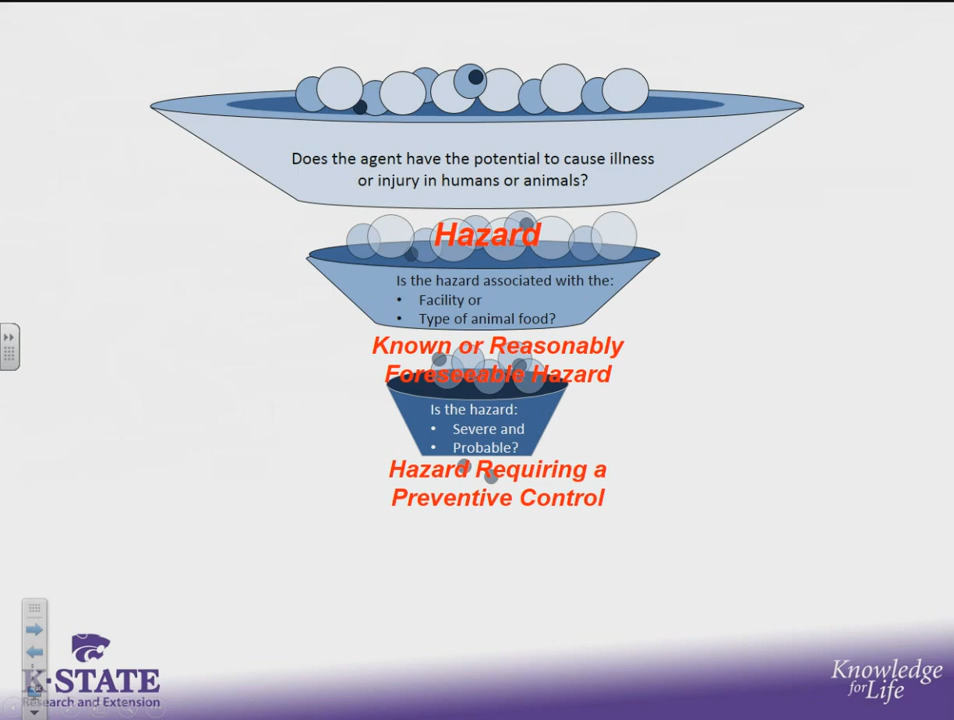 Does the agent have the potential to cause illness
or injury in humans or animals?
Hazard
Is the hazard associated with the:
• Facility or
• Type of animal food?
Known or Reasonably
Foreseeable Hazard
Is the hazard:
• Severe and
• Probable?
Hazard Requiring a
Preventive Control
K-STATE
Research and Extension
Knowledge
for Life